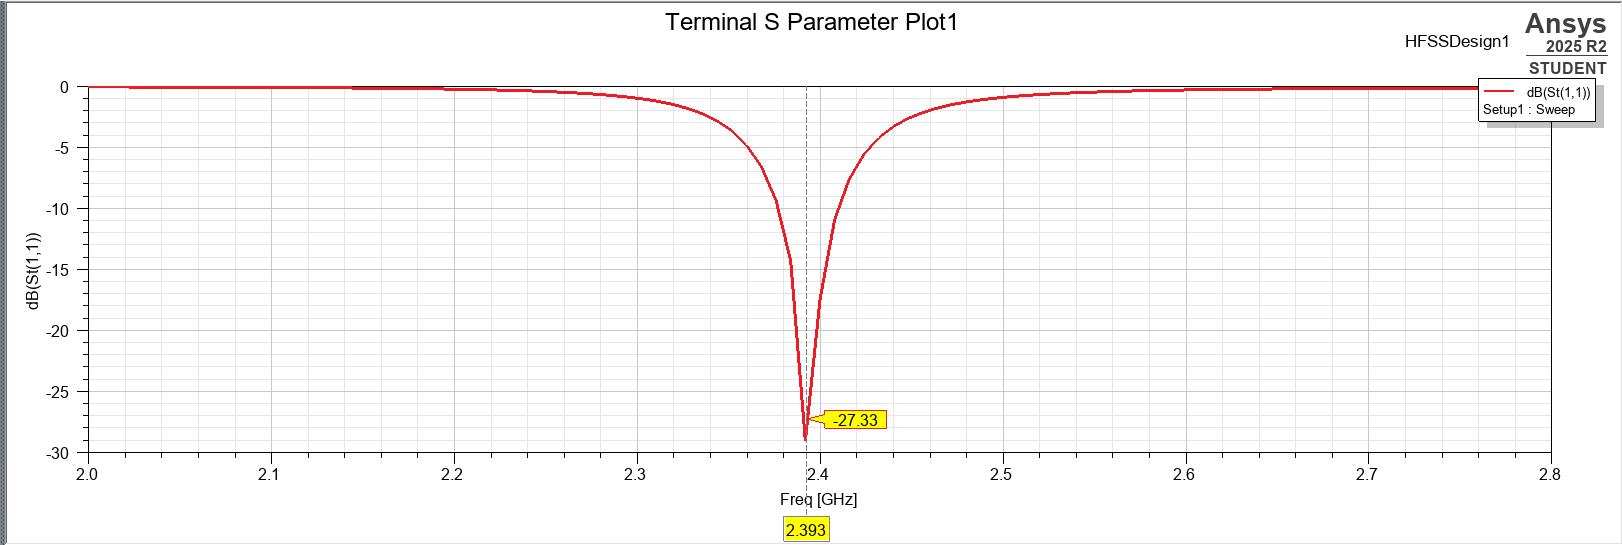 Terminal S Parameter Plot1
HFSSDesign1
Ansys
2025 R2
STUDENT
dB(St(1,1))
Setup1 : Sweep
0
-5
-10
-15
-20
-25
-30
dB(St(1,1))
-27.33
2.0 2.1 2.2 2.3 2.4 2.5 2.6 2.7 2.8
Freq [GHz]
2.393